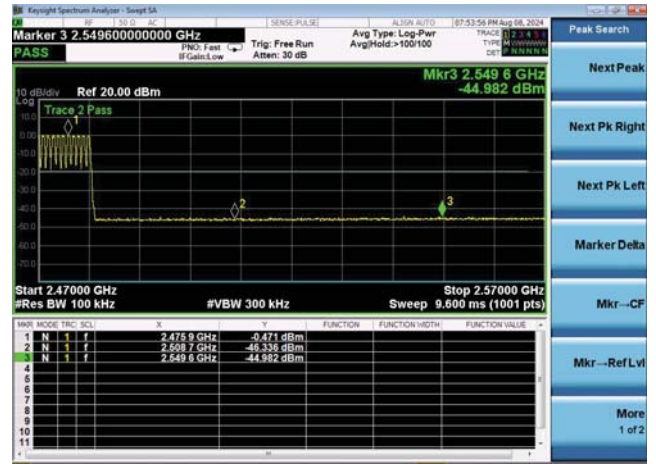 Keysight Spectrum Analyzer - Swept SA
RF 50 Ω AC SENSE:PULSE ALIGN AUTO 07:53:56 PM Aug 08, 2024
Marker 3 2.549600000000 GHz
PASS
PNO: Fast
IFGain:Low
Trig: Free Run
Atten: 30 dB
Avg Type: Log-Pwr
Avg|Hold:>100/100
TRACE 1 2 3 4 5 6
TYPE M
DET P N N N N N
Mkr3 2.549 6 GHz
-44.982 dBm
10 dB/div Ref 20.00 dBm
Log
Trace 2 Pass
10.0
0.00
-10.0
-20.0
-30.0
-40.0
-50.0
-60.0
-70.0
1
2
3
Start 2.47000 GHz Stop 2.57000 GHz
#Res BW 100 kHz #VBW 300 kHz Sweep 9.600 ms (1001 pts)
MKR MODE TRC SCL X Y FUNCTION FUNCTION WIDTH FUNCTION VALUE
1 N 1 f 2.475 9 GHz -0.471 dBm
2 N 1 f 2.508 7 GHz -46.336 dBm
3 N 1 f 2.549 6 GHz -44.982 dBm
4
5
6
7
8
9
10
11
Peak Search
Next Peak
Next Pk Right
Next Pk Left
Marker Delta
Mkr→CF
Mkr→Ref Lvl
More
1 of 2